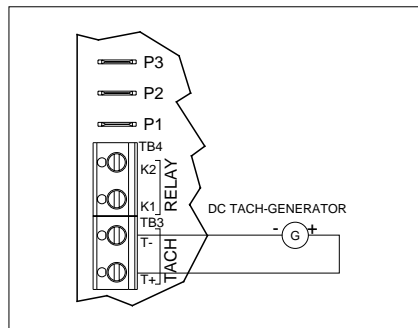 P3
P2
P1
TB4
K2
RELAY
K1
TB3
T-
TACH
T+
DC TACH-GENERATOR
- G +